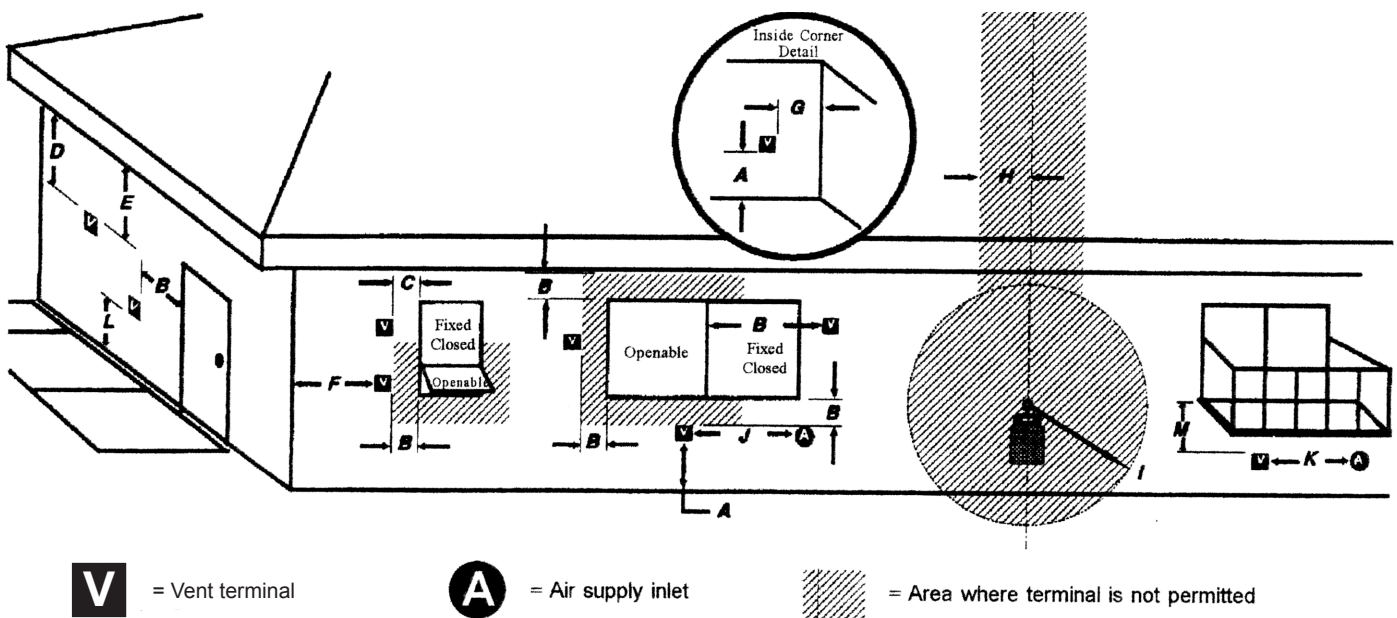 Inside Corner
Detail
G
V
A
H
D
E
V
B
V
L
C
V
Fixed
Closed
F
V
Openable
B
B
V
Openable
B
V
Fixed
Closed
B
B
V
J
A
A
I
M
V
K
A
V = Vent terminal
A = Air supply inlet
= Area where terminal is not permitted